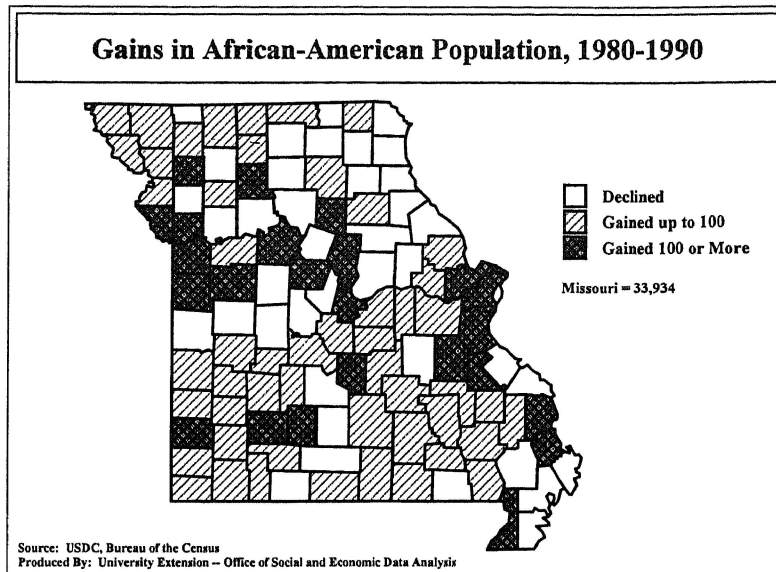 Gains in African-American Population, 1980-1990
Declined
Gained up to 100
Gained 100 or More
Missouri = 33,934
Source: USDC, Bureau of the Census
Produced By: University Extension -- Office of Social and Economic Data Analysis